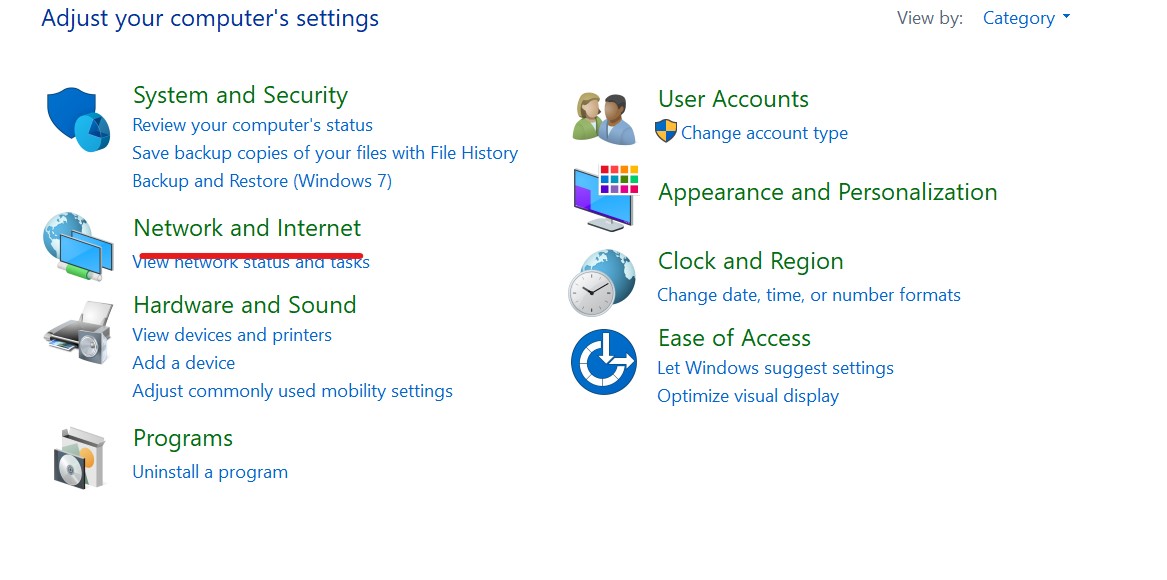 Adjust your computer's settings
View by: Category
System and Security
Review your computer's status
Save backup copies of your files with File History
Backup and Restore (Windows 7)
Network and Internet
View network status and tasks
Hardware and Sound
View devices and printers
Add a device
Adjust commonly used mobility settings
Programs
Uninstall a program
User Accounts
Change account type
Appearance and Personalization
Clock and Region
Change date, time, or number formats
Ease of Access
Let Windows suggest settings
Optimize visual display